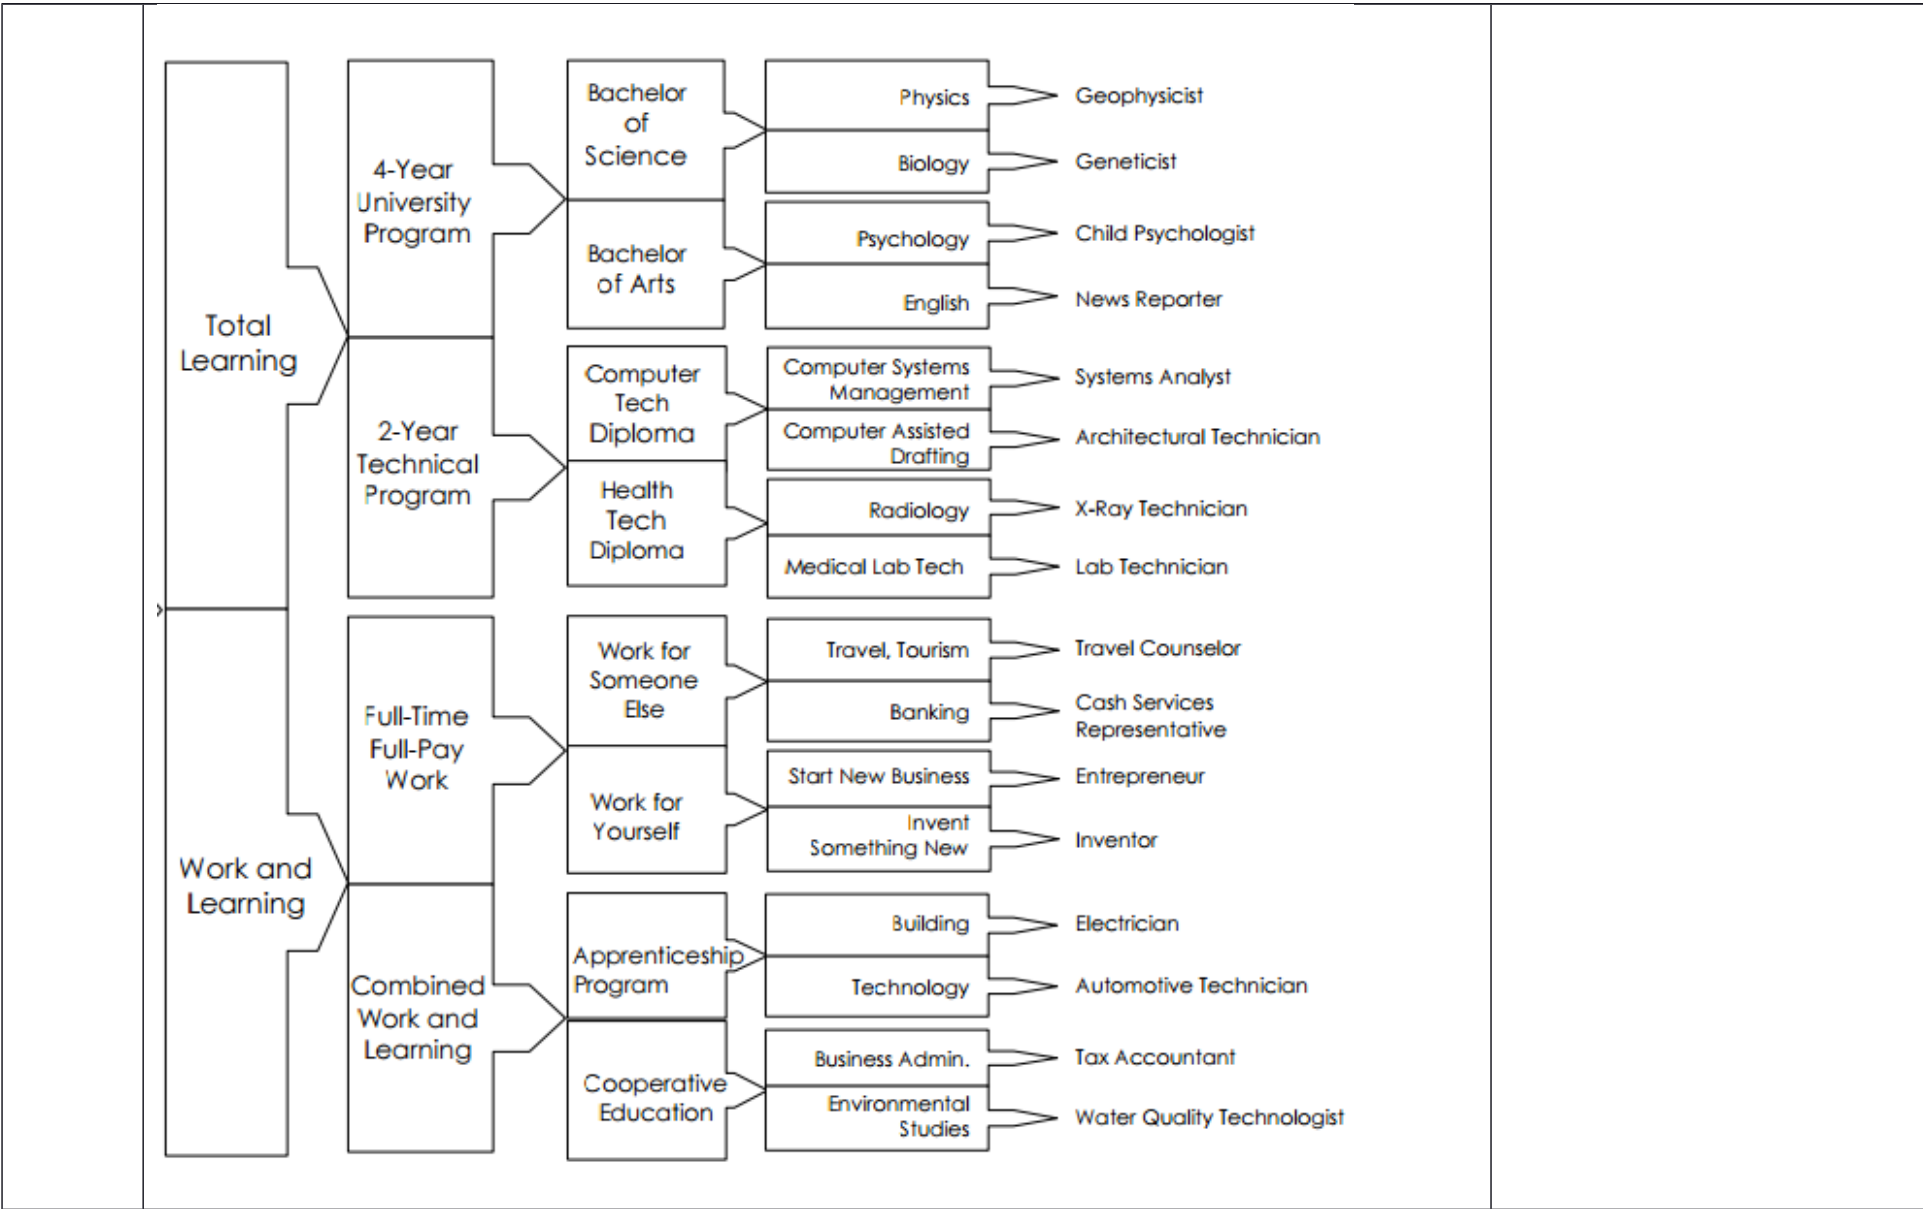 Total
Learning
Work and
Learning
4-Year
University
Program
2-Year
Technical
Program
Full-Time
Full-Pay
Work
Combined
Work and
Learning
Bachelor
of
Science
Bachelor
of Arts
Computer
Tech
Diploma
Health
Tech
Diploma
Work for
Someone
Else
Work for
Yourself
Apprenticeship
Program
Cooperative
Education
Physics
Biology
Psychology
English
Computer Systems
Management
Computer Assisted
Drafting
Radiology
Medical Lab Tech
Travel, Tourism
Banking
Start New Business
Invent
Something New
Building
Technology
Business Admin.
Environmental
Studies
Geophysicist
Geneticist
Child Psychologist
News Reporter
Systems Analyst
Architectural Technician
X-Ray Technician
Lab Technician
Travel Counselor
Cash Services
Representative
Entrepreneur
Inventor
Electrician
Automotive Technician
Tax Accountant
Water Quality Technologist